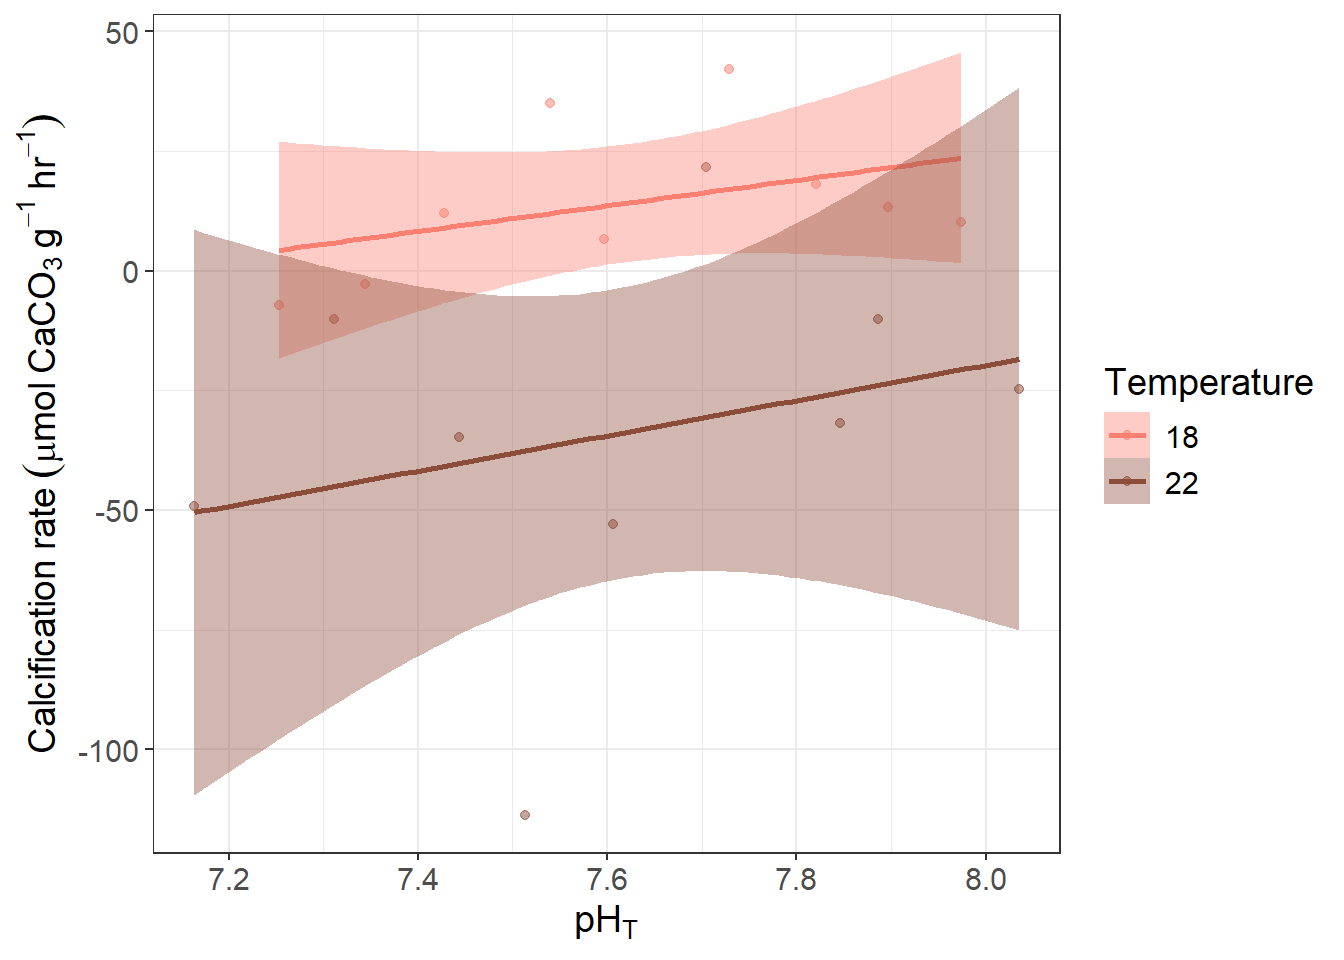 Calcification rate (μmol CaCO₃ g⁻¹ hr⁻¹)
50
0
-50
-100
7.2 7.4 7.6 7.8 8.0
pH_T
Temperature
18
22